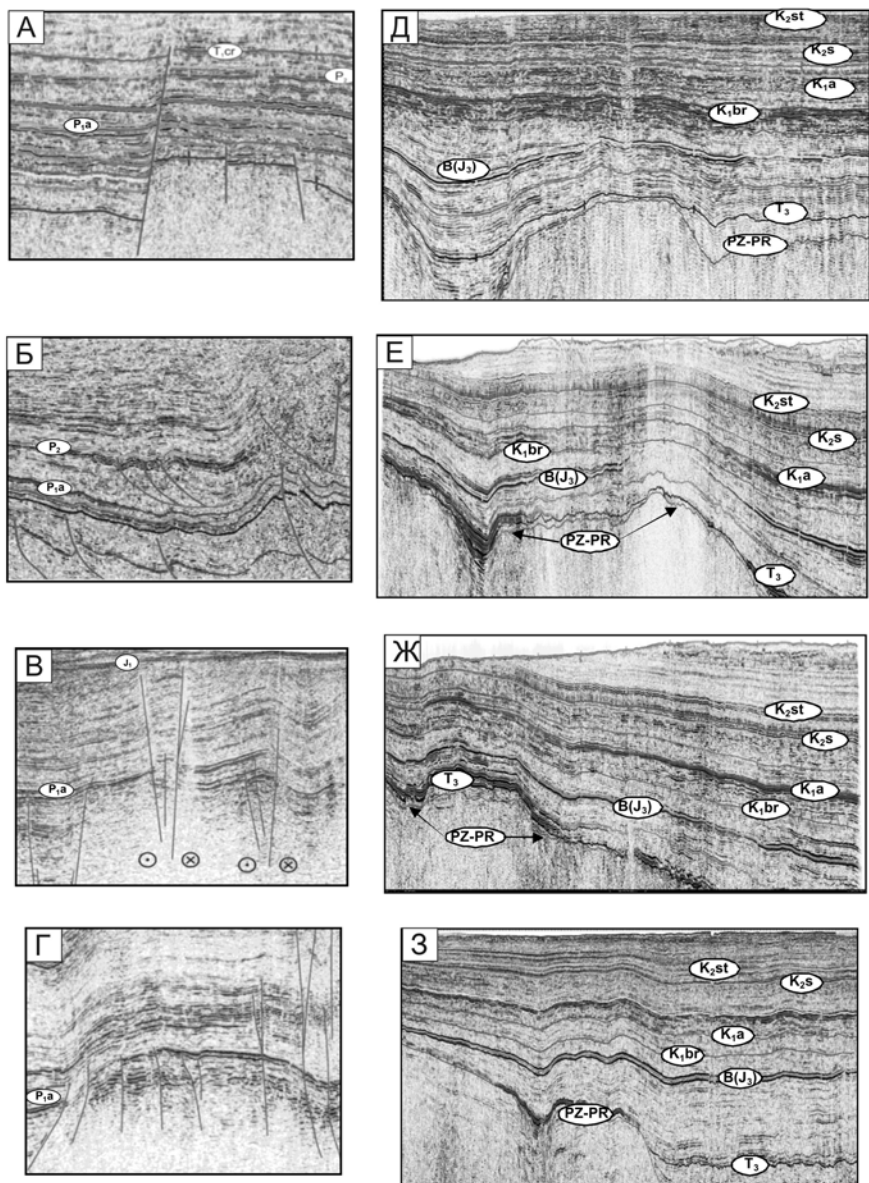 А
T₁cr
P₂
P₁a
Д
K₂st
K₂s
K₁a
K₁br
B(J₃)
T₃
PZ-PR
Б
P₂
P₁a
Е
K₂st
K₂s
K₁br
K₁a
B(J₃)
PZ-PR
T₃
В
J₁
P₁a
Ж
K₂st
K₂s
T₃
K₁a
B(J₃)
K₁br
PZ-PR
Г
P₁a
З
K₂st
K₂s
K₁a
K₁br
B(J₃)
PZ-PR
T₃